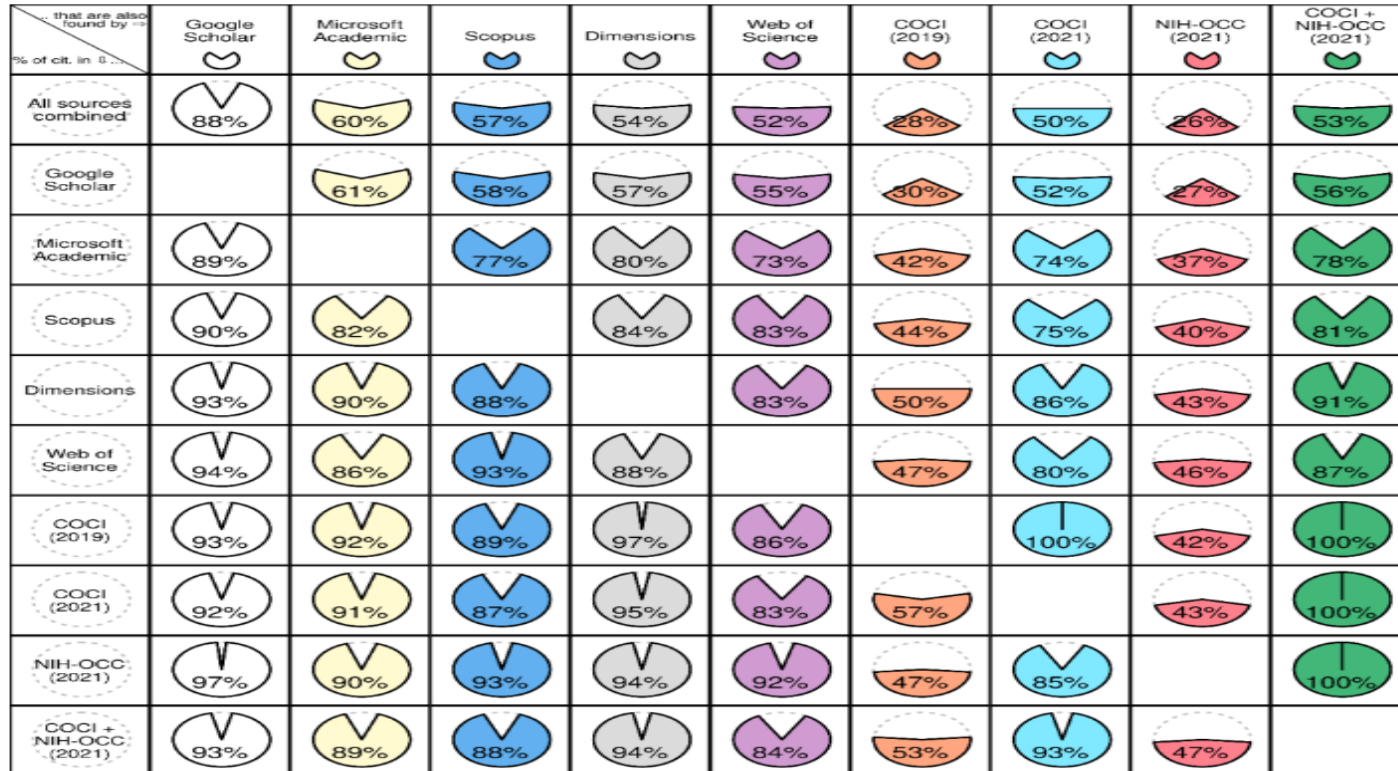 ... that are also
found by ⇨
% of cit. in ⇩ ...
Google
Scholar
Microsoft
Academic
Scopus
Dimensions
Web of
Science
COCI
(2019)
COCI
(2021)
NIH-OCC
(2021)
COCI +
NIH-OCC
(2021)
All sources
combined
88%
60%
57%
54%
52%
28%
50%
26%
53%
Google
Scholar
61%
58%
57%
55%
30%
52%
27%
56%
Microsoft
Academic
89%
77%
80%
73%
42%
74%
37%
78%
Scopus
90%
82%
84%
83%
44%
75%
40%
81%
Dimensions
93%
90%
88%
83%
50%
86%
43%
91%
Web of
Science
94%
86%
93%
88%
47%
80%
46%
87%
COCI
(2019)
93%
92%
89%
97%
86%
100%
42%
100%
COCI
(2021)
92%
91%
87%
95%
83%
57%
43%
100%
NIH-OCC
(2021)
97%
90%
93%
94%
92%
47%
85%
100%
COCI +
NIH-OCC
(2021)
93%
89%
88%
94%
84%
53%
93%
47%